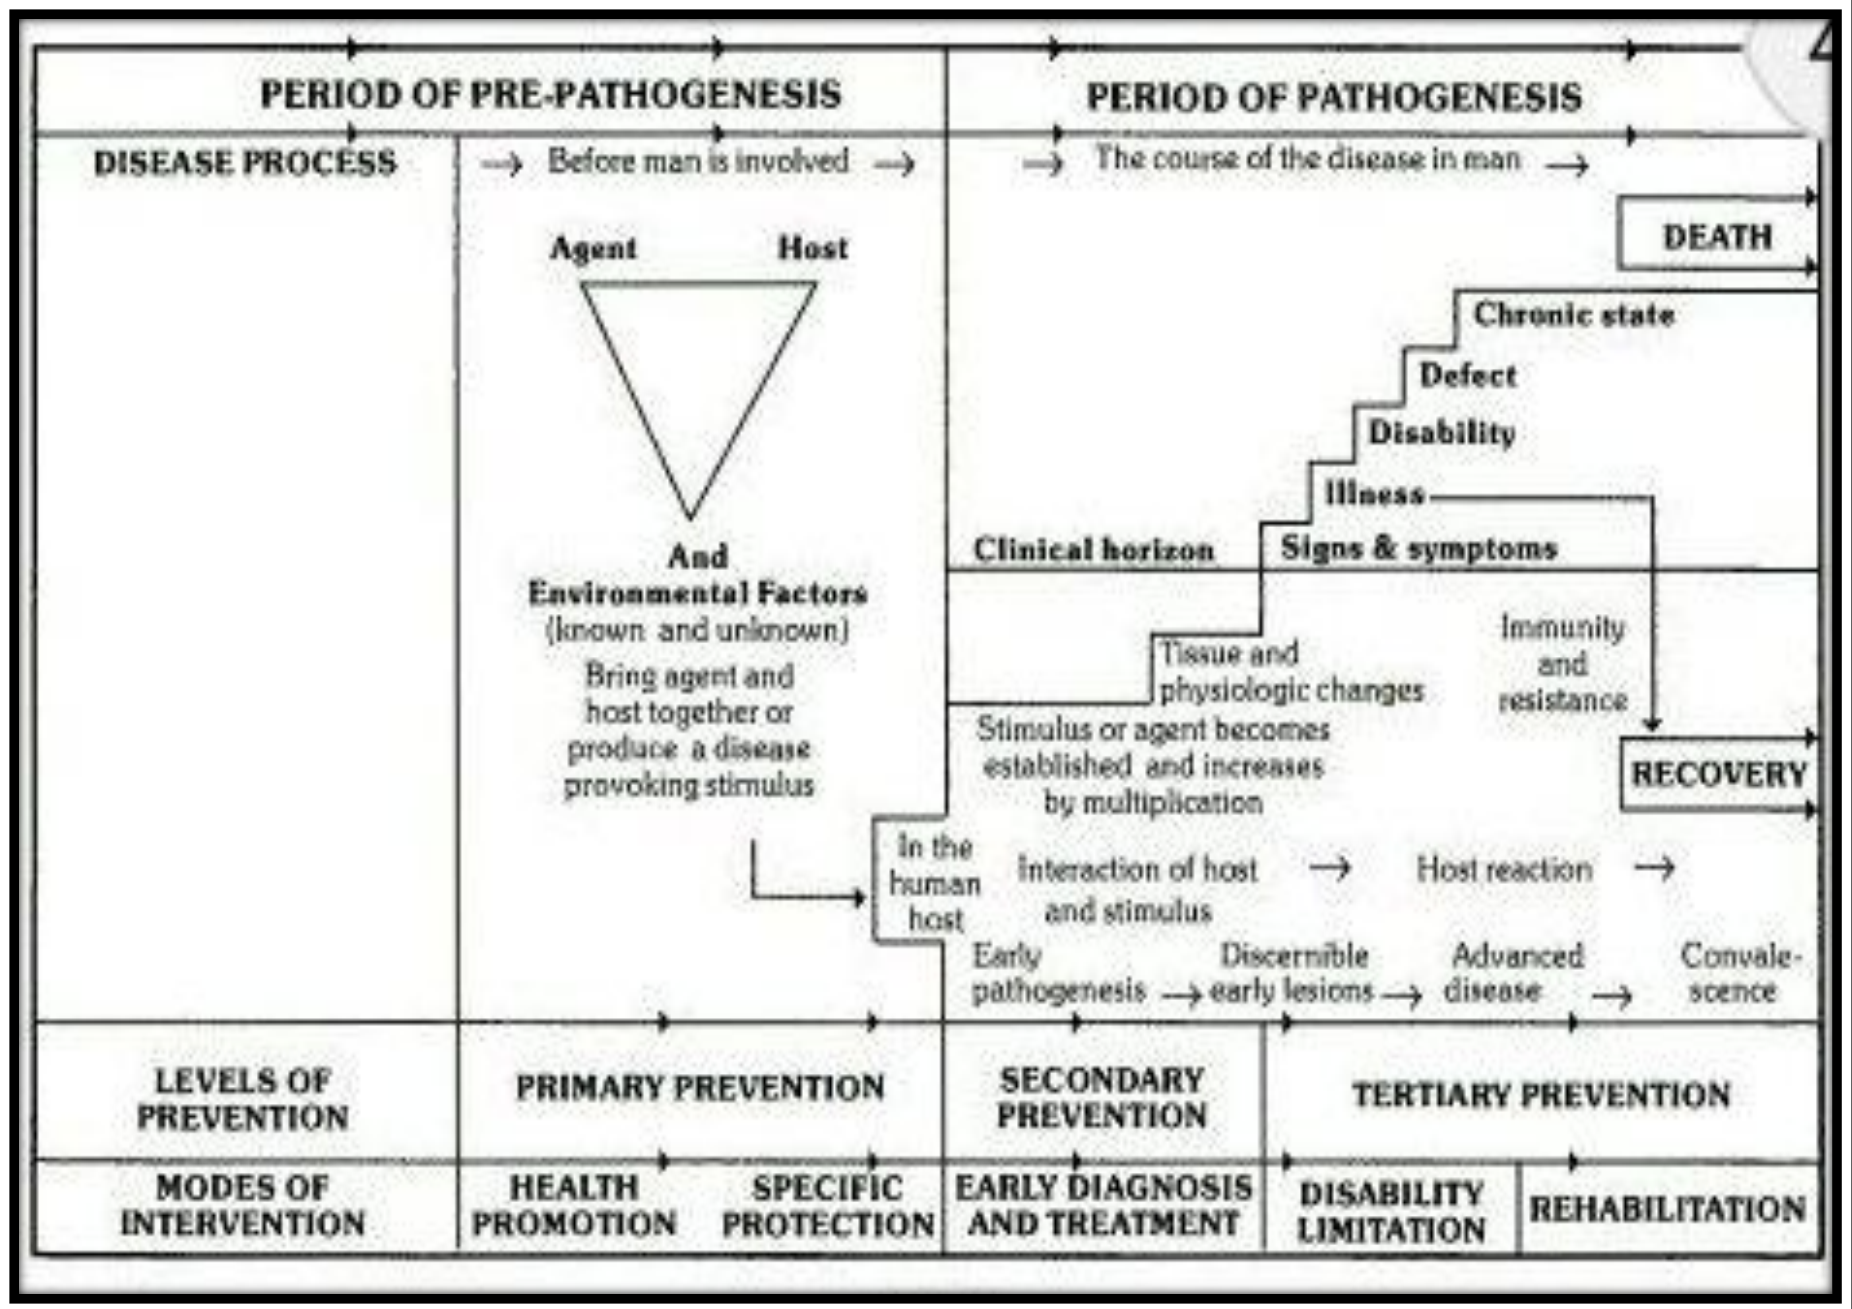 PERIOD OF PRE-PATHOGENESIS
PERIOD OF PATHOGENESIS
DISEASE PROCESS
→ Before man is involved →
→ The course of the disease in man →
Agent
Host
And
Environmental Factors
(known and unknown)
Bring agent and
host together or
produce a disease
provoking stimulus
In the
human
host
DEATH
Chronic state
Defect
Disability
Illness
Clinical horizon
Signs & symptoms
Tissue and
physiologic changes
Immunity
and
resistance
Stimulus or agent becomes
established and increases
by multiplication
RECOVERY
Interaction of host
and stimulus
→ Host reaction →
Early
pathogenesis →
Discernible
early lesions →
Advanced
disease →
Convale-
scence
LEVELS OF
PREVENTION
PRIMARY PREVENTION
SECONDARY
PREVENTION
TERTIARY PREVENTION
MODES OF
INTERVENTION
HEALTH
PROMOTION
SPECIFIC
PROTECTION
EARLY DIAGNOSIS
AND TREATMENT
DISABILITY
LIMITATION
REHABILITATION